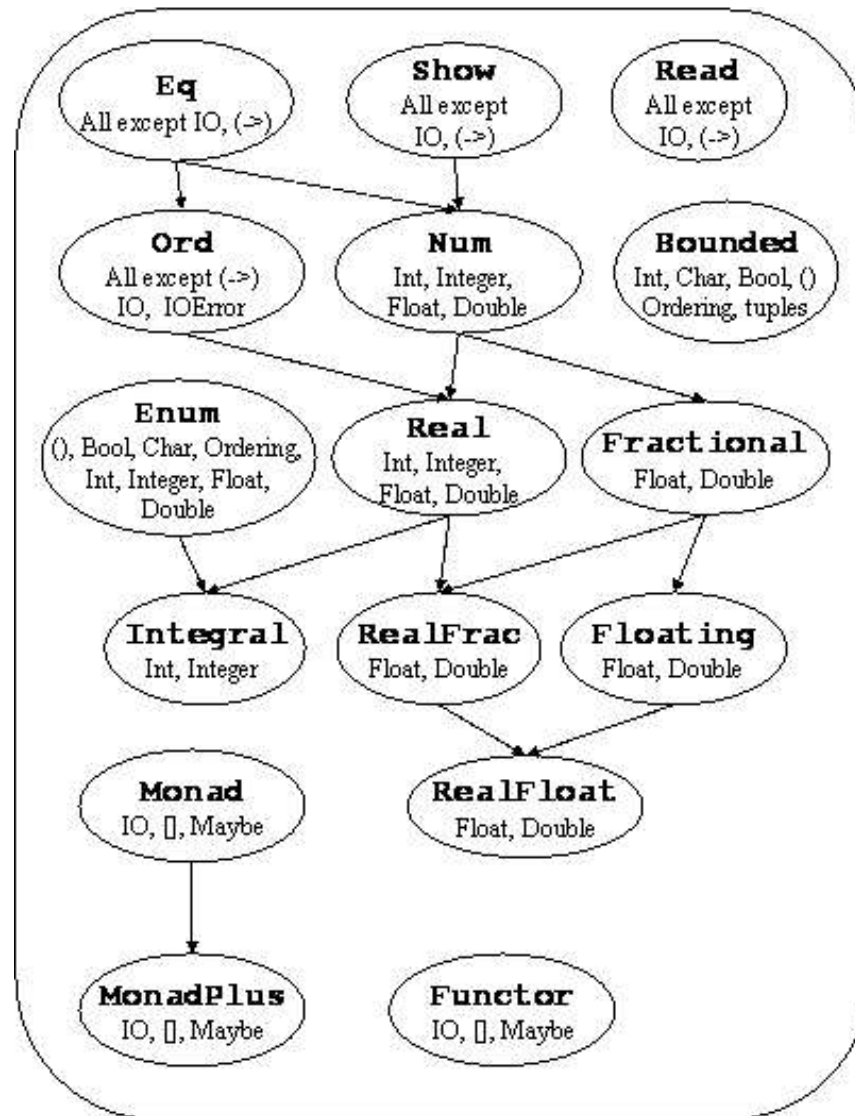 Eq
All except IO, (->)
Show
All except
IO, (->)
Read
All except
IO, (->)
Ord
All except (->)
IO, IOError
Num
Int, Integer,
Float, Double
Bounded
Int, Char, Bool, ()
Ordering, tuples
Enum
(), Bool, Char, Ordering,
Int, Integer, Float,
Double
Real
Int, Integer,
Float, Double
Fractional
Float, Double
Integral
Int, Integer
RealFrac
Float, Double
Floating
Float, Double
Monad
IO, [], Maybe
RealFloat
Float, Double
MonadPlus
IO, [], Maybe
Functor
IO, [], Maybe